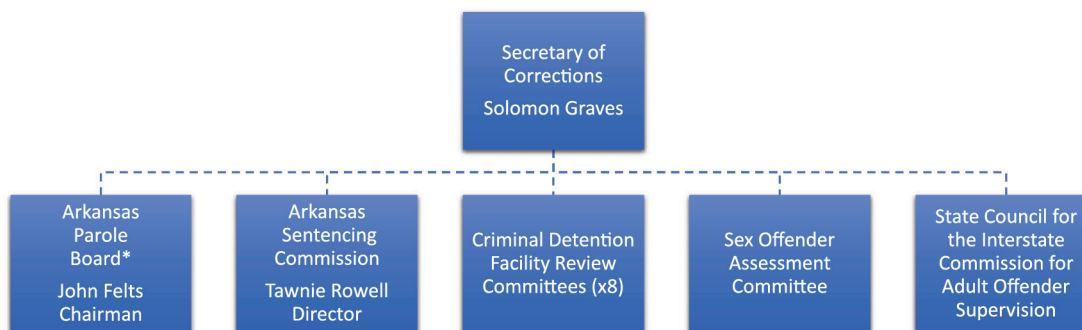 Secretary of
Corrections
Solomon Graves
Arkansas
Parole
Board*
John Felts
Chairman
Arkansas
Sentencing
Commission
Tawnie Rowell
Director
Criminal Detention
Facility Review
Committees (x8)
Sex Offender
Assessment
Committee
State Council for
the Interstate
Commission for
Adult Offender
Supervision